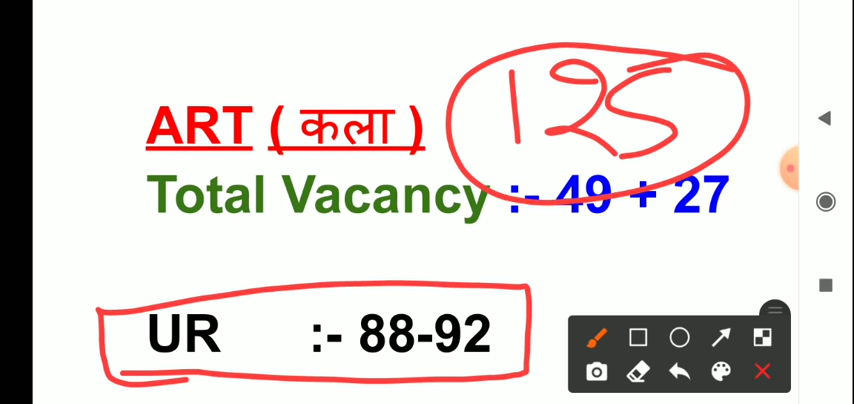 125
ART ( कला )
Total Vacancy :- 49 + 27
UR :- 88-92